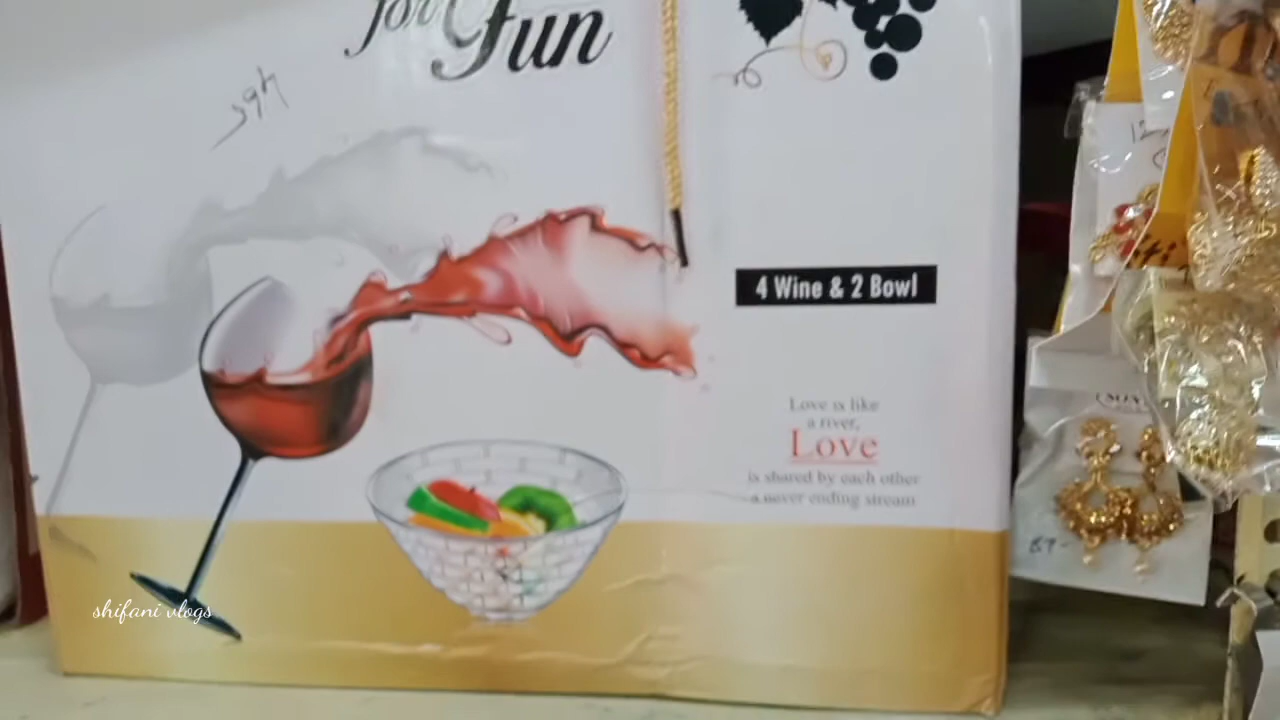 for Fun
4 Wine & 2 Bowl
Love is like
a river,
Love
is shared by each other
a never ending stream
shifani vlogs